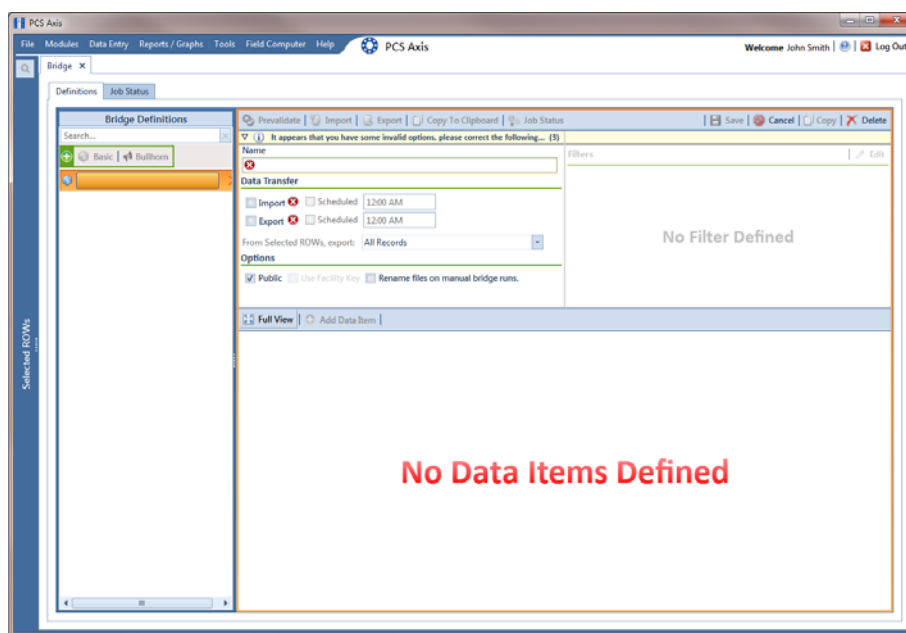 PCS Axis
File Modules Data Entry Reports / Graphs Tools Field Computer Help PCS Axis Welcome John Smith | Log Out
Bridge ×
Definitions Job Status
Bridge Definitions
Prevalidate | Import | Export | Copy To Clipboard | Job Status | Save | Cancel | Copy | Delete
Search...
It appears that you have some invalid options, please correct the following... (3)
Basic | Bullhorn
Name
Filters | Edit
Data Transfer
Import Scheduled 12:00 AM
Export Scheduled 12:00 AM
From Selected ROWs, export: All Records
No Filter Defined
Options
Public Use Facility Key Rename files on manual bridge runs.
Full View | Add Data Item |
Selected ROWs
No Data Items Defined